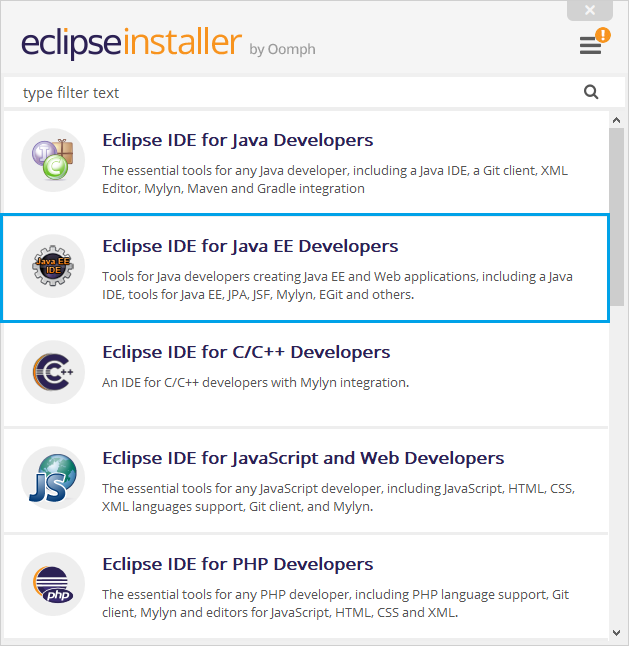 eclipseinstaller by Oomph
type filter text
Eclipse IDE for Java Developers
The essential tools for any Java developer, including a Java IDE, a Git client, XML
Editor, Mylyn, Maven and Gradle integration
Java EE
IDE
Eclipse IDE for Java EE Developers
Tools for Java developers creating Java EE and Web applications, including a Java
IDE, tools for Java EE, JPA, JSF, Mylyn, EGit and others.
C++
Eclipse IDE for C/C++ Developers
An IDE for C/C++ developers with Mylyn integration.
JS
Eclipse IDE for JavaScript and Web Developers
The essential tools for any JavaScript developer, including JavaScript, HTML, CSS,
XML languages support, Git client, and Mylyn.
php
Eclipse IDE for PHP Developers
The essential tools for any PHP developer, including PHP language support, Git
client, Mylyn and editors for JavaScript, HTML, CSS and XML.